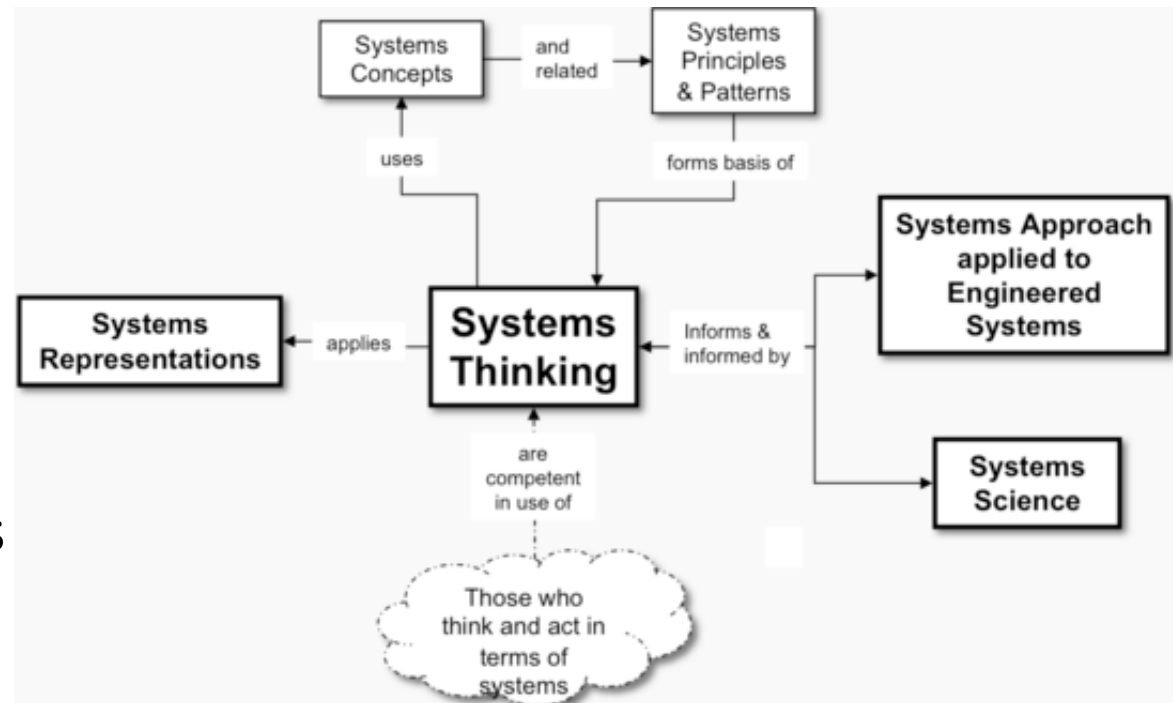 Systems
Concepts
and
related
Systems
Principles
& Patterns
uses
forms basis of
Systems Approach
applied to
Engineered
Systems
Systems
Representations
applies
Systems
Thinking
Informs &
informed by
are
competent
in use of
Systems
Science
s
Those who
think and act in
terms of
systems